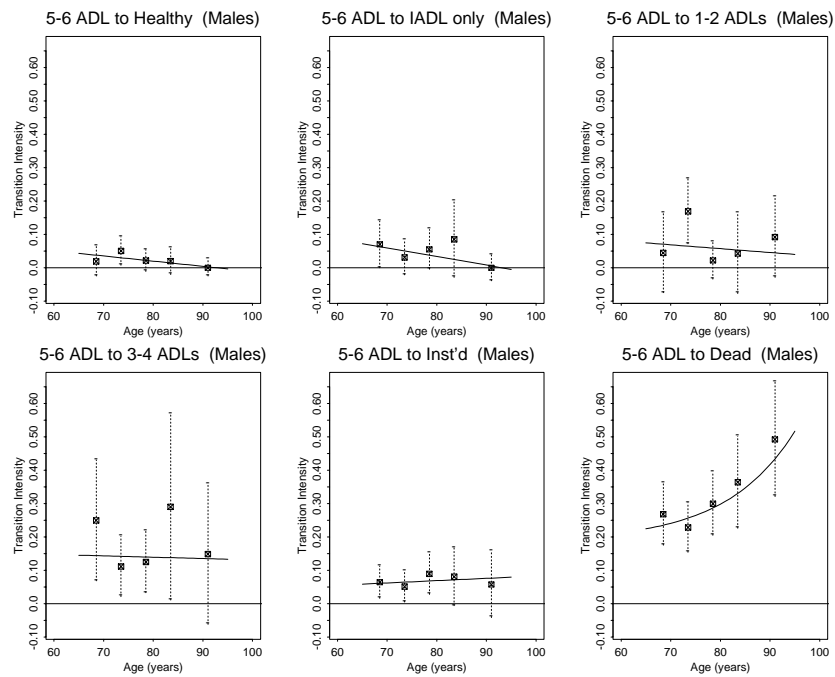 5-6 ADL to Healthy (Males)
Transition Intensity
-0.10 0.0 0.10 0.20 0.30 0.40 0.50 0.60
60 70 80 90 100
Age (years)
5-6 ADL to IADL only (Males)
Transition Intensity
-0.10 0.0 0.10 0.20 0.30 0.40 0.50 0.60
60 70 80 90 100
Age (years)
5-6 ADL to 1-2 ADLs (Males)
Transition Intensity
-0.10 0.0 0.10 0.20 0.30 0.40 0.50 0.60
60 70 80 90 100
Age (years)
5-6 ADL to 3-4 ADLs (Males)
Transition Intensity
-0.10 0.0 0.10 0.20 0.30 0.40 0.50 0.60
60 70 80 90 100
Age (years)
5-6 ADL to Inst'd (Males)
Transition Intensity
-0.10 0.0 0.10 0.20 0.30 0.40 0.50 0.60
60 70 80 90 100
Age (years)
5-6 ADL to Dead (Males)
Transition Intensity
-0.10 0.0 0.10 0.20 0.30 0.40 0.50 0.60
60 70 80 90 100
Age (years)